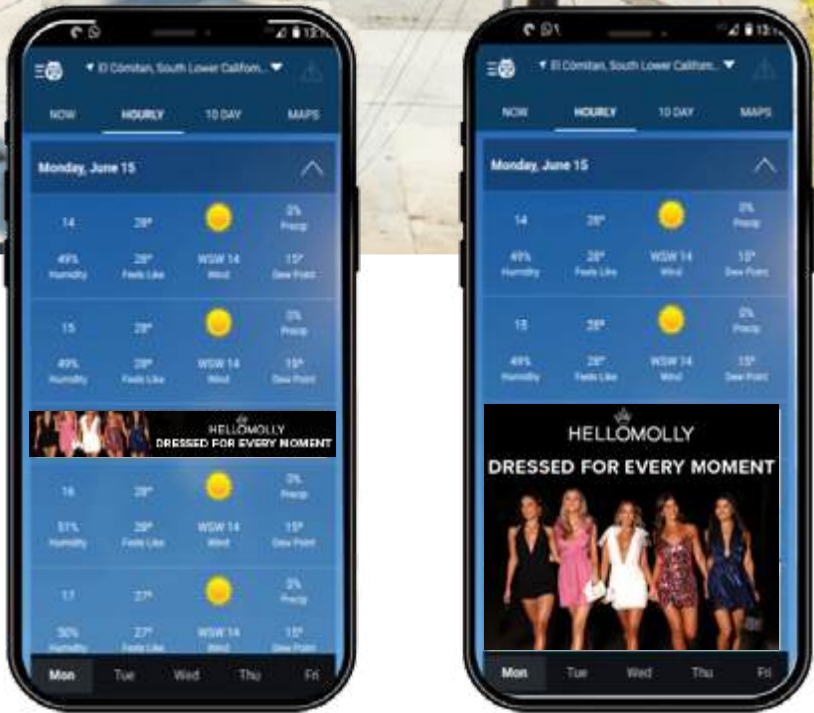 13:1
El Cómitan, South Lower Californ...
NOW HOURLY 10 DAY MAPS
Monday, June 15
14 28° 0% Precip
49% Humidity 28° Feels Like WSW 14 Wind 15° Dew Point
15 28° 0% Precip
49% Humidity 28° Feels Like WSW 14 Wind 15° Dew Point
HELLOMOLLY
DRESSED FOR EVERY MOMENT
16 28° 0% Precip
51% Humidity 28° Feels Like WSW 14 Wind 15° Dew Point
17 27° 0% Precip
50% Humidity 27° Feels Like WSW 14 Wind 15° Dew Point
Mon Tue Wed Thu Fri
13:1
El Cómitan, South Lower Californ...
NOW HOURLY 10 DAY MAPS
Monday, June 15
14 28° 0% Precip
49% Humidity 28° Feels Like WSW 14 Wind 15° Dew Point
15 28° 0% Precip
49% Humidity 28° Feels Like WSW 14 Wind 15° Dew Point
HELLOMOLLY
DRESSED FOR EVERY MOMENT
Mon Tue Wed Thu Fri